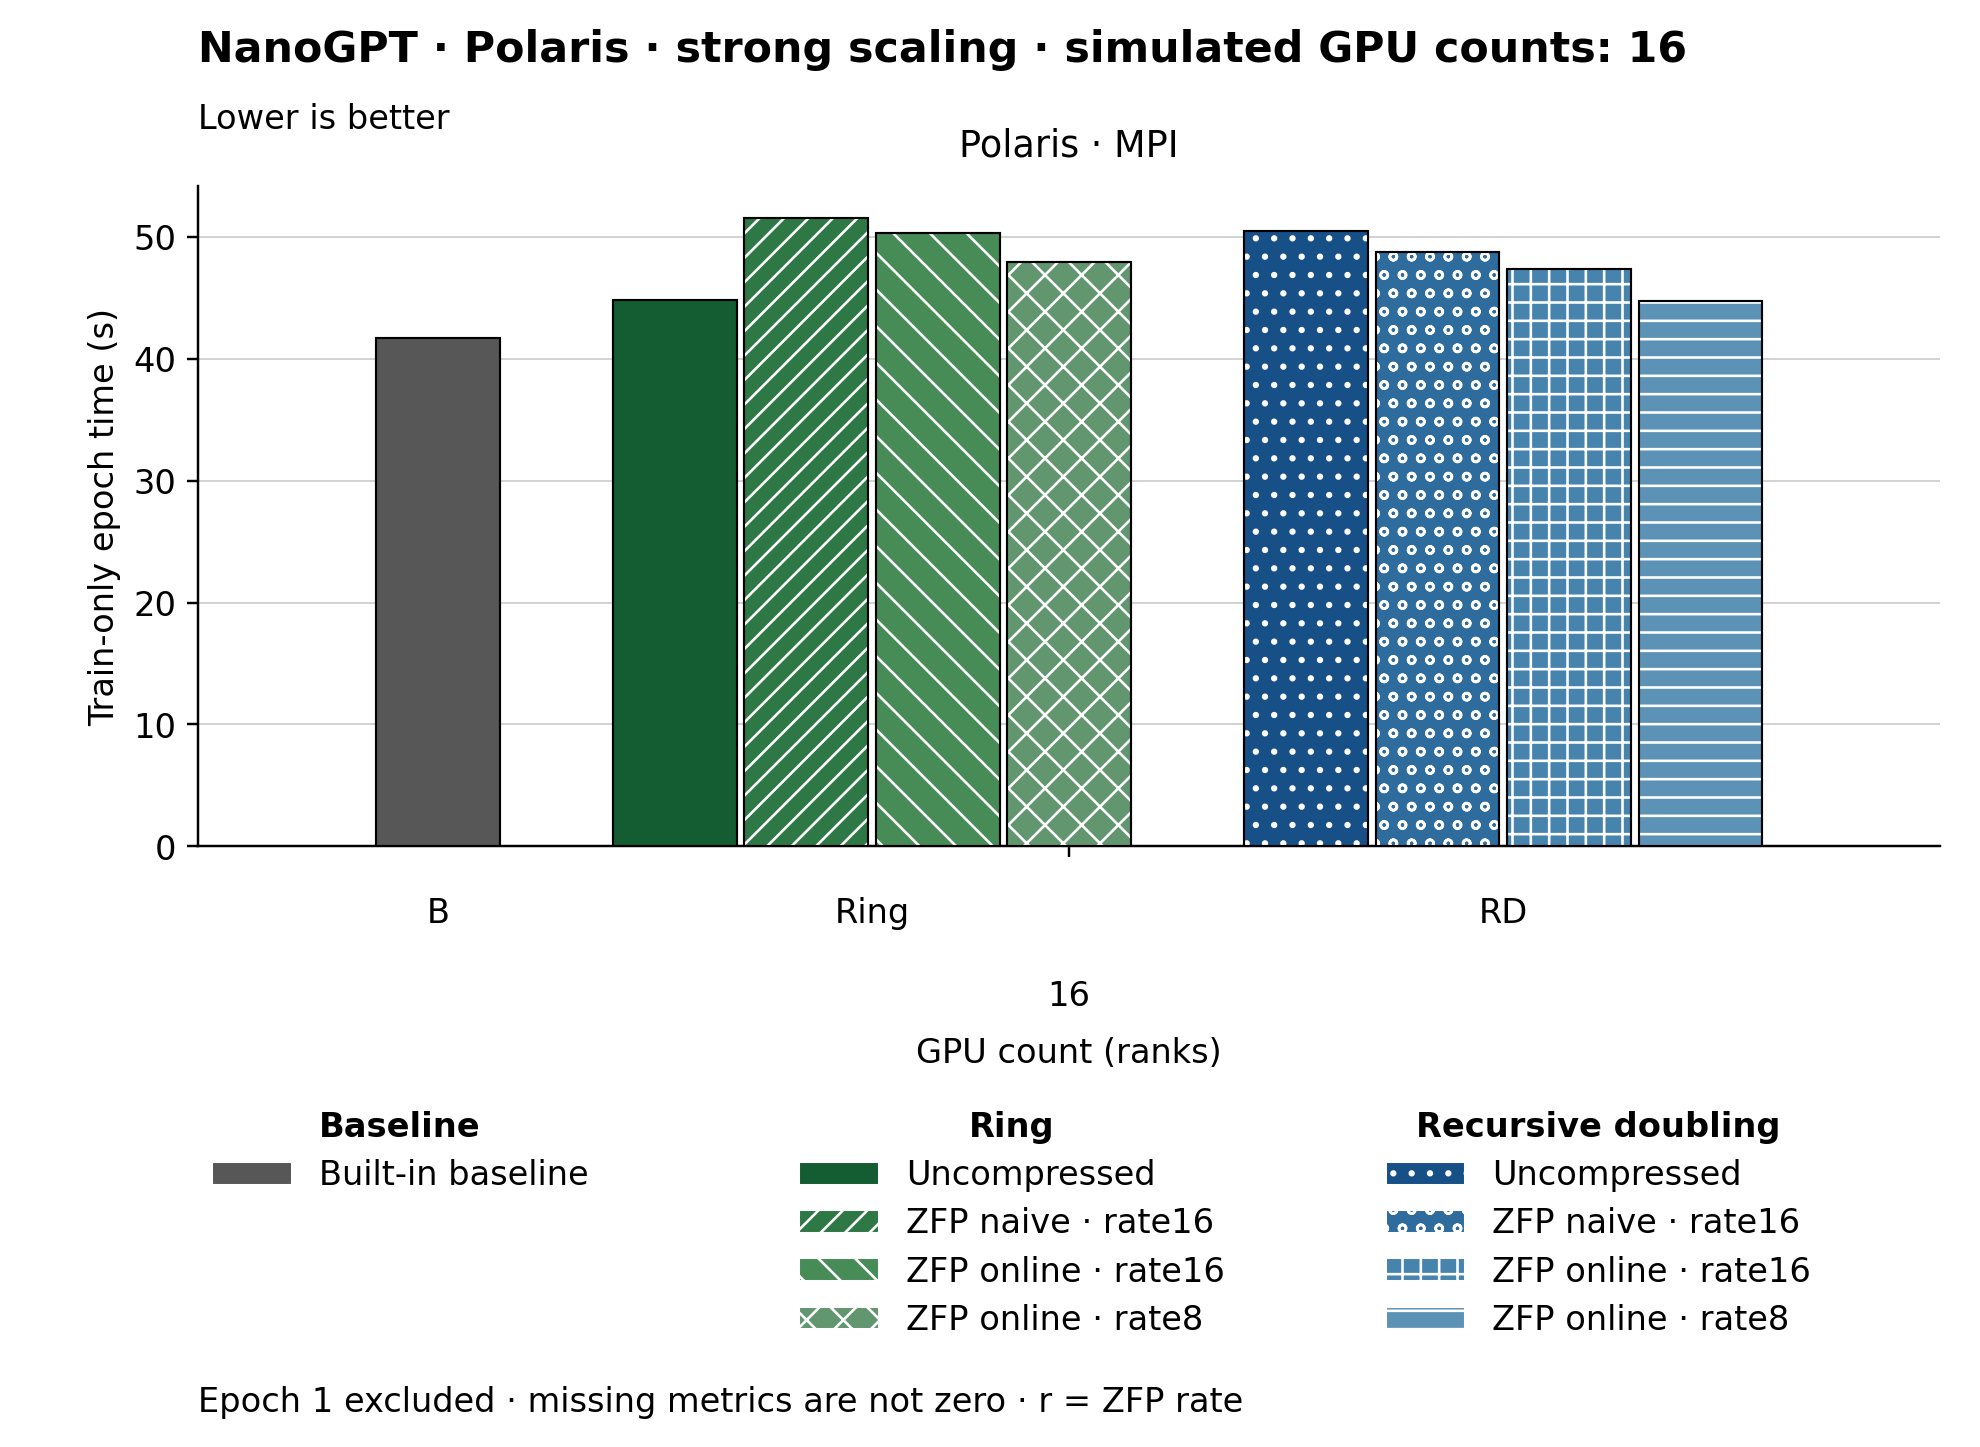 NanoGPT · Polaris · strong scaling · simulated GPU counts: 16
Lower is better
Polaris · MPI
Train-only epoch time (s)
50
40
30
20
10
0
B Ring RD
16
GPU count (ranks)
Baseline Ring Recursive doubling
Built-in baseline Uncompressed Uncompressed
ZFP naive · rate16 ZFP naive · rate16
ZFP online · rate16 ZFP online · rate16
ZFP online · rate8 ZFP online · rate8
Epoch 1 excluded · missing metrics are not zero · r = ZFP rate